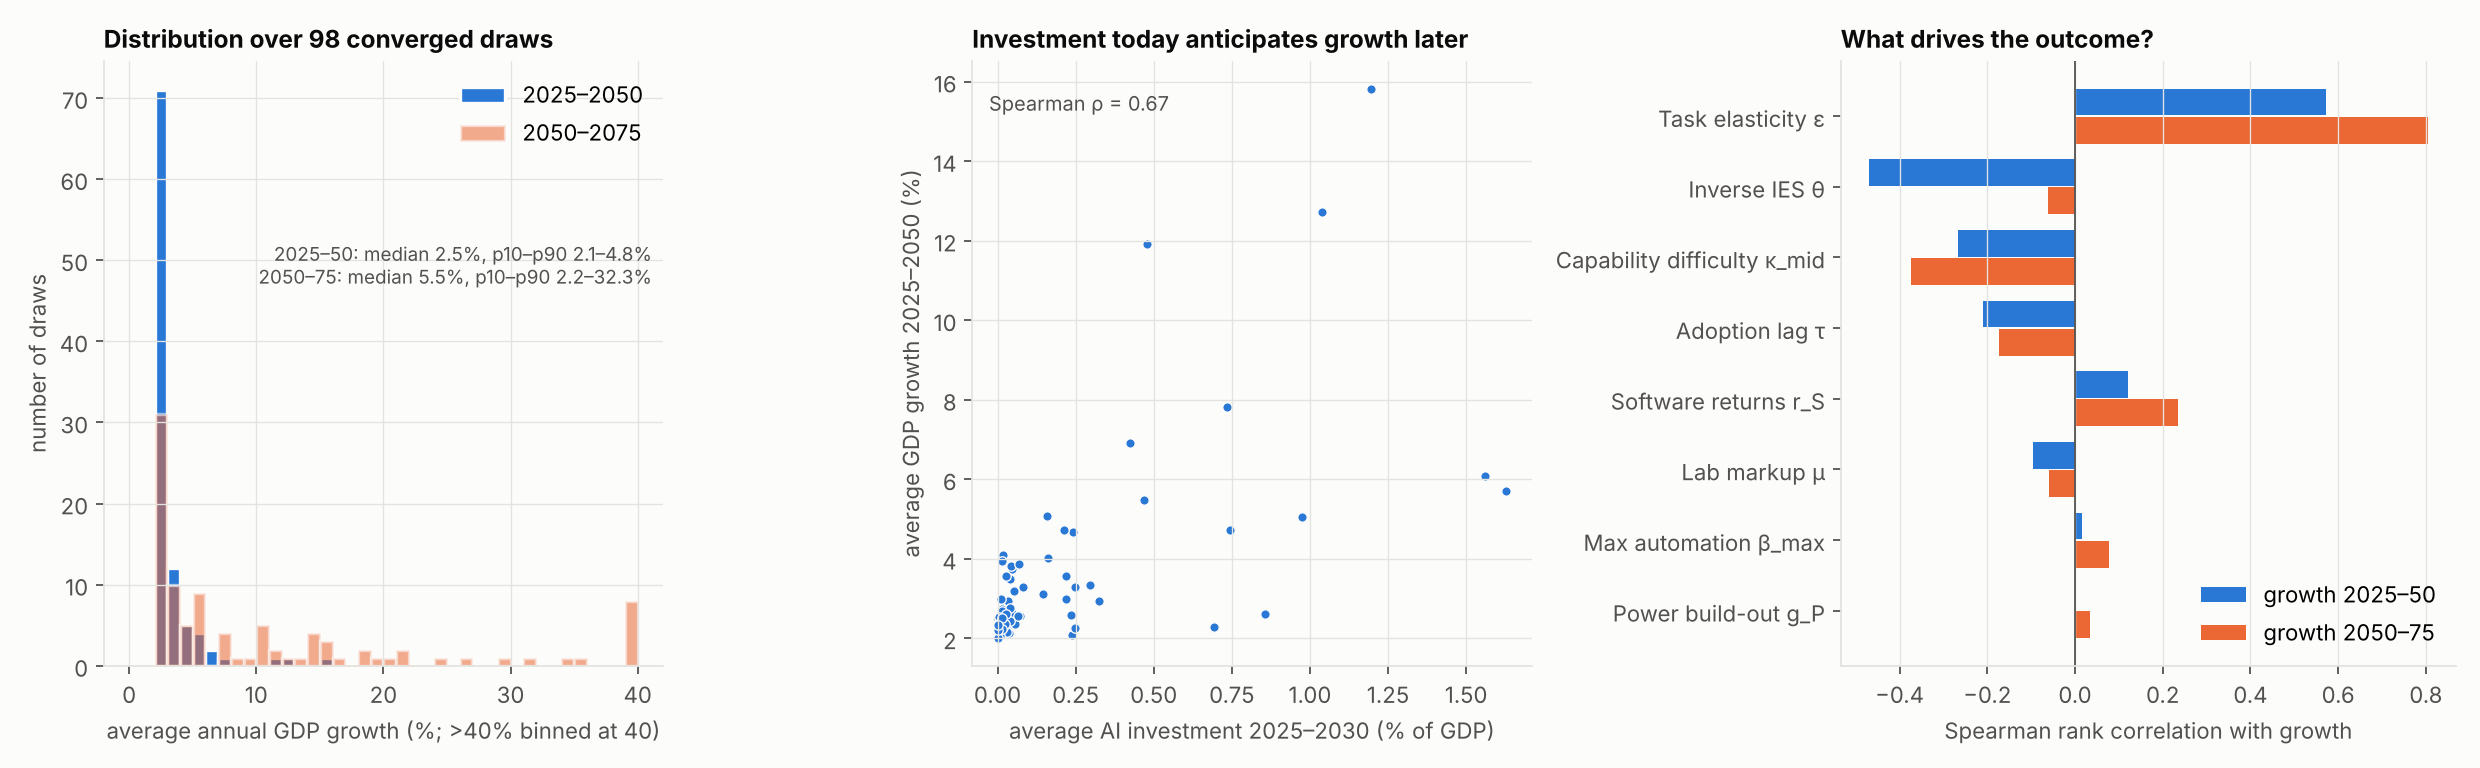 Distribution over 98 converged draws
2025–2050
2050–2075
2025–50: median 2.5%, p10–p90 2.1–4.8%
2050–75: median 5.5%, p10–p90 2.2–32.3%
number of draws
70
60
50
40
30
20
10
0
0 10 20 30 40
average annual GDP growth (%; >40% binned at 40)
Investment today anticipates growth later
Spearman ρ = 0.67
average GDP growth 2025–2050 (%)
16
14
12
10
8
6
4
2
0.00 0.25 0.50 0.75 1.00 1.25 1.50
average AI investment 2025–2030 (% of GDP)
What drives the outcome?
Task elasticity ε
Inverse IES θ
Capability difficulty κ_mid
Adoption lag τ
Software returns r_S
Lab markup μ
Max automation β_max
Power build-out g_P
growth 2025–50
growth 2050–75
−0.4 −0.2 0.0 0.2 0.4 0.6 0.8
Spearman rank correlation with growth